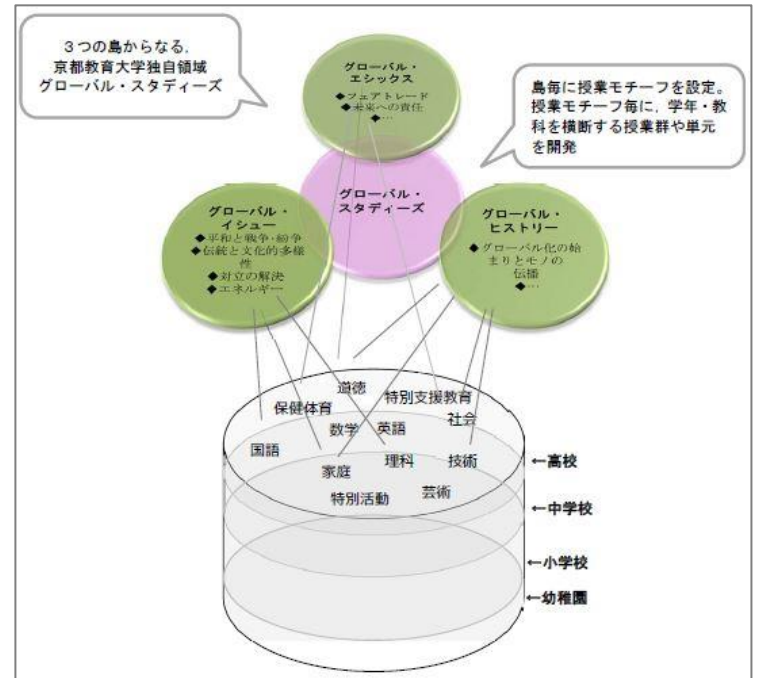 ３つの島からなる，
京都教育大学独自領域
グローバル・スタディーズ
グローバル・
エシックス
◆フェアトレード
◆未来への責任
◆…
島毎に授業モチーフを設定。
授業モチーフ毎に，学年・教
科を横断する授業群や単元
を開発
グローバル・
スタディーズ
グローバル・
イシュー
◆平和と戦争・紛争
◆伝統と文化的多様
性
◆対立の解決
◆エネルギー
グローバル・
ヒストリー
◆グローバル化の始
まりとモノの
伝播
◆…
道徳
特別支援教育
保健体育
社会
数学
英語
国語
理科
技術
家庭
特別活動
芸術
←高校
←中学校
←小学校
←幼稚園